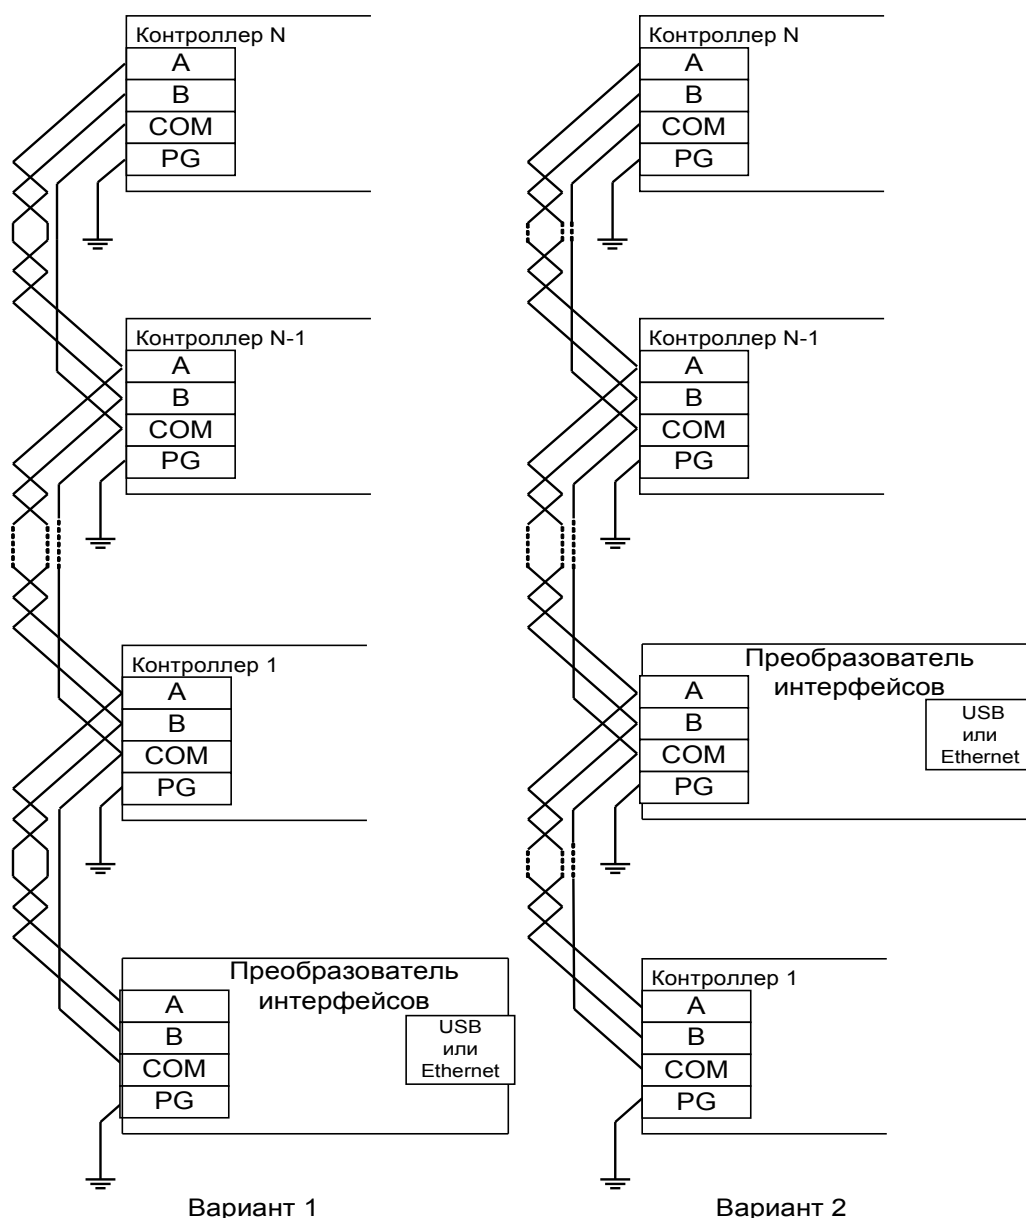 Контроллер N
A
B
COM
PG
Контроллер N-1
A
B
COM
PG
Контроллер 1
A
B
COM
PG
Преобразователь
интерфейсов
A
B
COM
PG
USB
или
Ethernet
Вариант 1
Контроллер N
A
B
COM
PG
Контроллер N-1
A
B
COM
PG
Преобразователь
интерфейсов
A
B
COM
PG
USB
или
Ethernet
Контроллер 1
A
B
COM
PG
Вариант 2